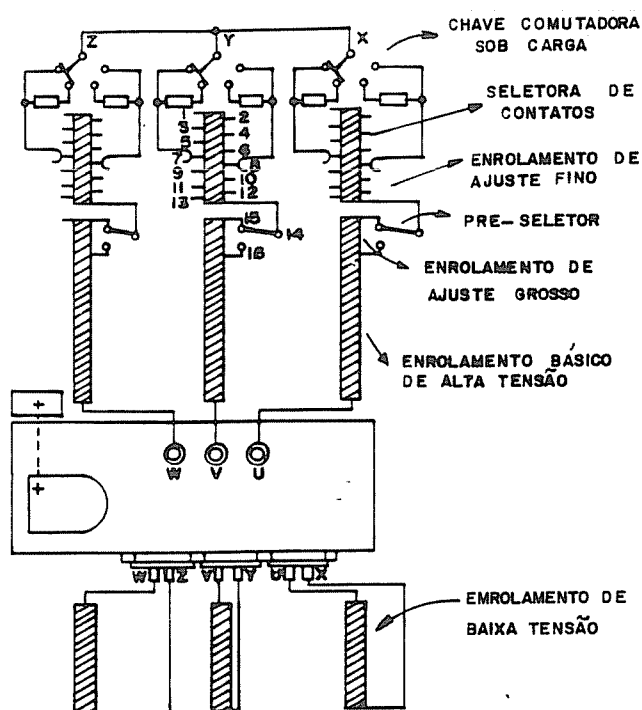 CHAVE COMUTADORA
SOB CARGA
Z
Y
X
SELETORA DE
CONTATOS
1
2
3
4
5
6
7
8
9
10
11
12
13
ENROLAMENTO DE
AJUSTE FINO
15
14
16
PRE-SELETOR
ENROLAMENTO DE
AJUSTE GROSSO
ENROLAMENTO BÁSICO
DE ALTA TENSÃO
+
+
W
V
U
W
Z
V
Y
X
EMROLAMENTO DE
BAIXA TENSÃO